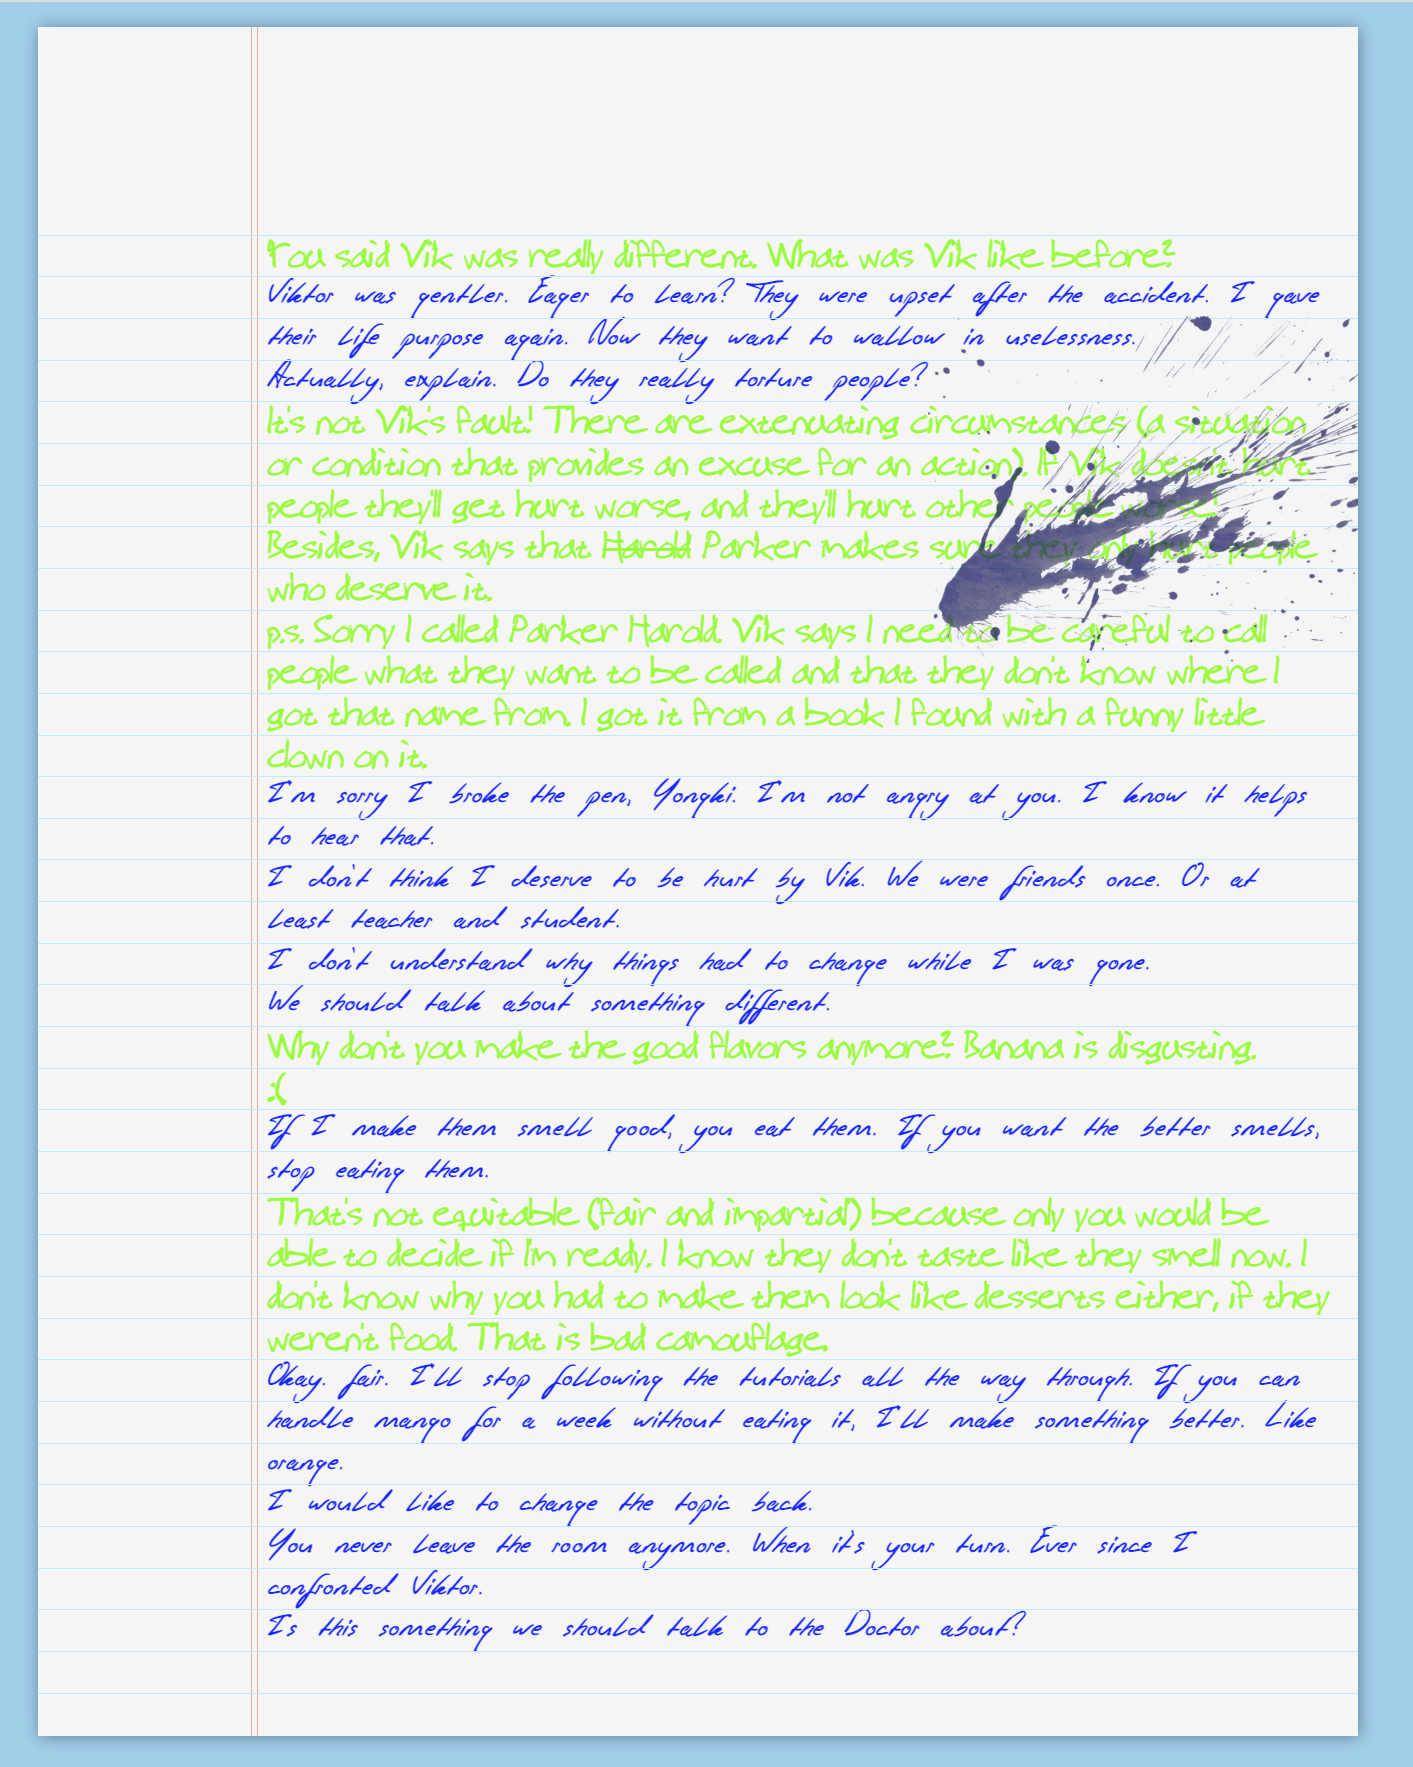 You said Vik was really different. What was Vik like before?
Viktor was gentler. Eager to learn? They were upset after the accident. I gave
their life purpose again. Now they want to wallow in uselessness.
Actually, explain. Do they really torture people?
It's not Vik's fault! There are extenuating circumstances (a situation
or condition that provides an excuse for an action). If Vik doesn't hurt
people they'll get hurt worse, and they'll hurt other people worse!
Besides, Vik says that Harold Parker makes sure they only hurt people
who deserve it.
p.s. Sorry I called Parker Harold. Vik says I need to be careful to call
people what they want to be called and that they don't know where I
got that name from. I got it from a book I found with a funny little
clown on it.
I'm sorry I broke the pen, Yongki. I'm not angry at you. I know it helps
to hear that.
I don't think I deserve to be hurt by Vik. We were friends once. Or at
least teacher and student.
I don't understand why things had to change while I was gone.
We should talk about something different.
Why don't you make the good flavors anymore? Banana is disgusting.
:(
If I make them smell good, you eat them. If you want the better smells,
stop eating them.
That's not equitable (fair and impartial) because only you would be
able to decide if I'm ready. I know they don't taste like they smell now. I
don't know why you had to make them look like desserts either, if they
weren't food. That is bad camouflage.
Okay. fair. I'll stop following the tutorials all the way through. If you can
handle mango for a week without eating it, I'll make something better. Like
orange.
I would like to change the topic back.
You never leave the room anymore. When it's your turn. Ever since I
confronted Viktor.
Is this something we should talk to the Doctor about?